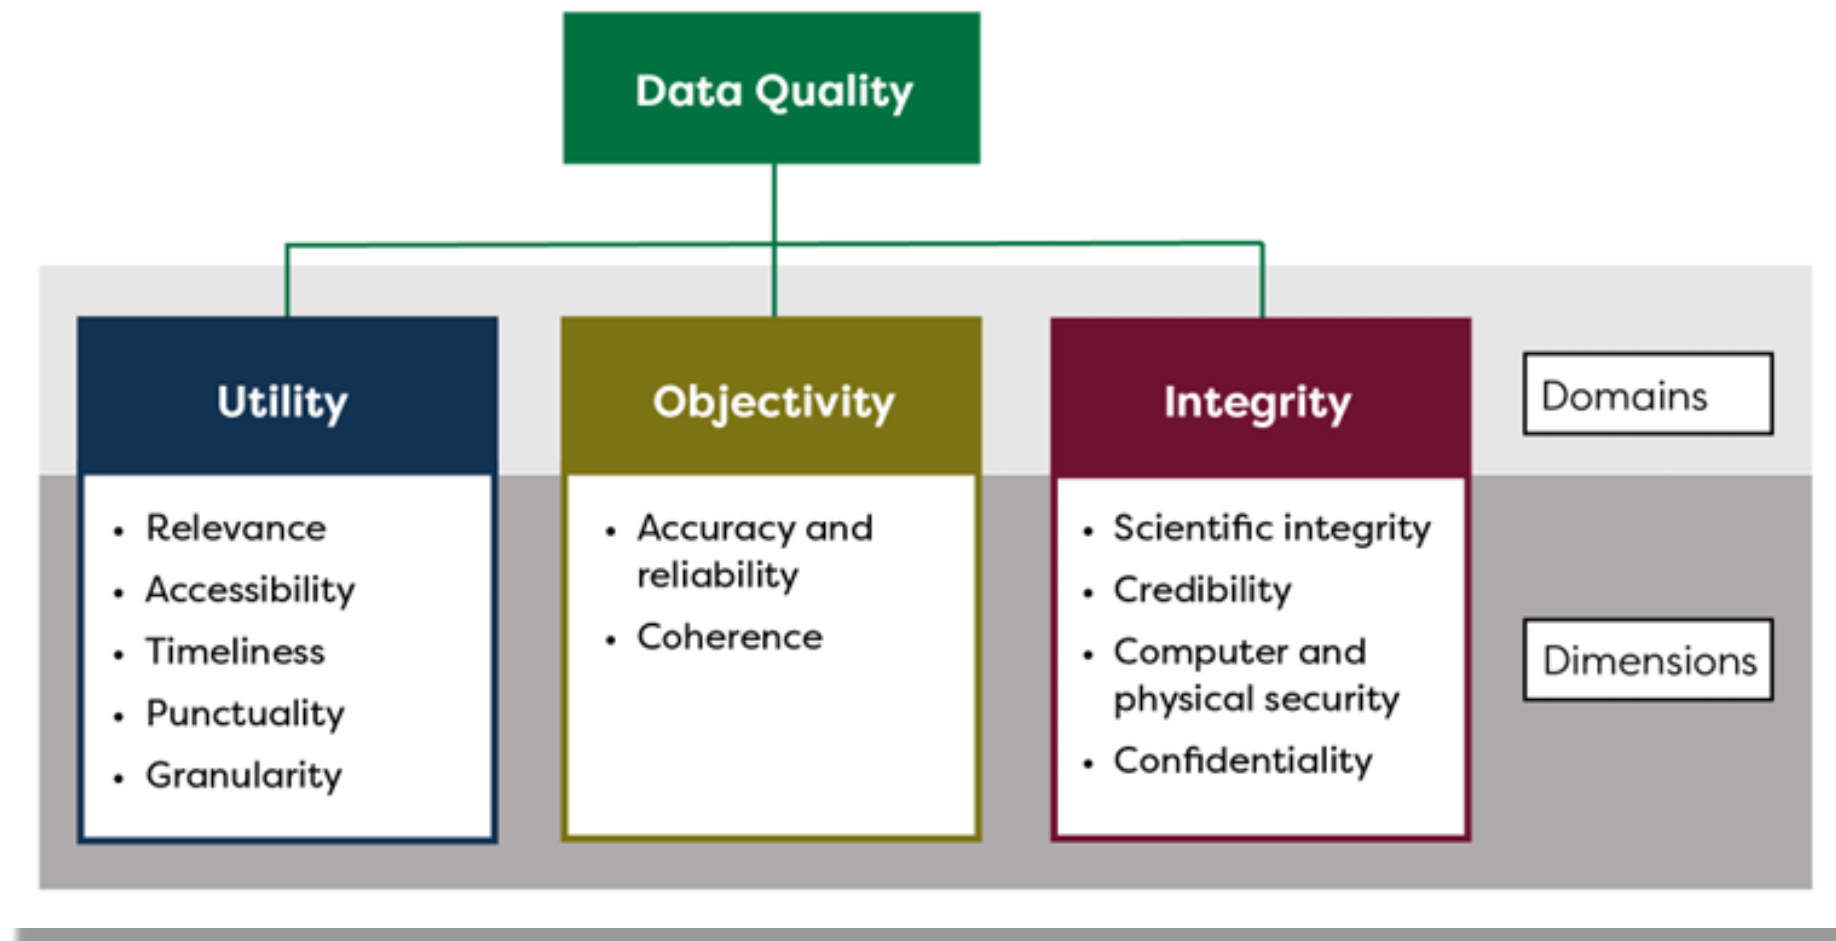 Data Quality
Utility
Objectivity
Integrity
Domains
• Relevance
• Accessibility
• Timeliness
• Punctuality
• Granularity
• Accuracy and
reliability
• Coherence
• Scientific integrity
• Credibility
• Computer and
physical security
• Confidentiality
Dimensions